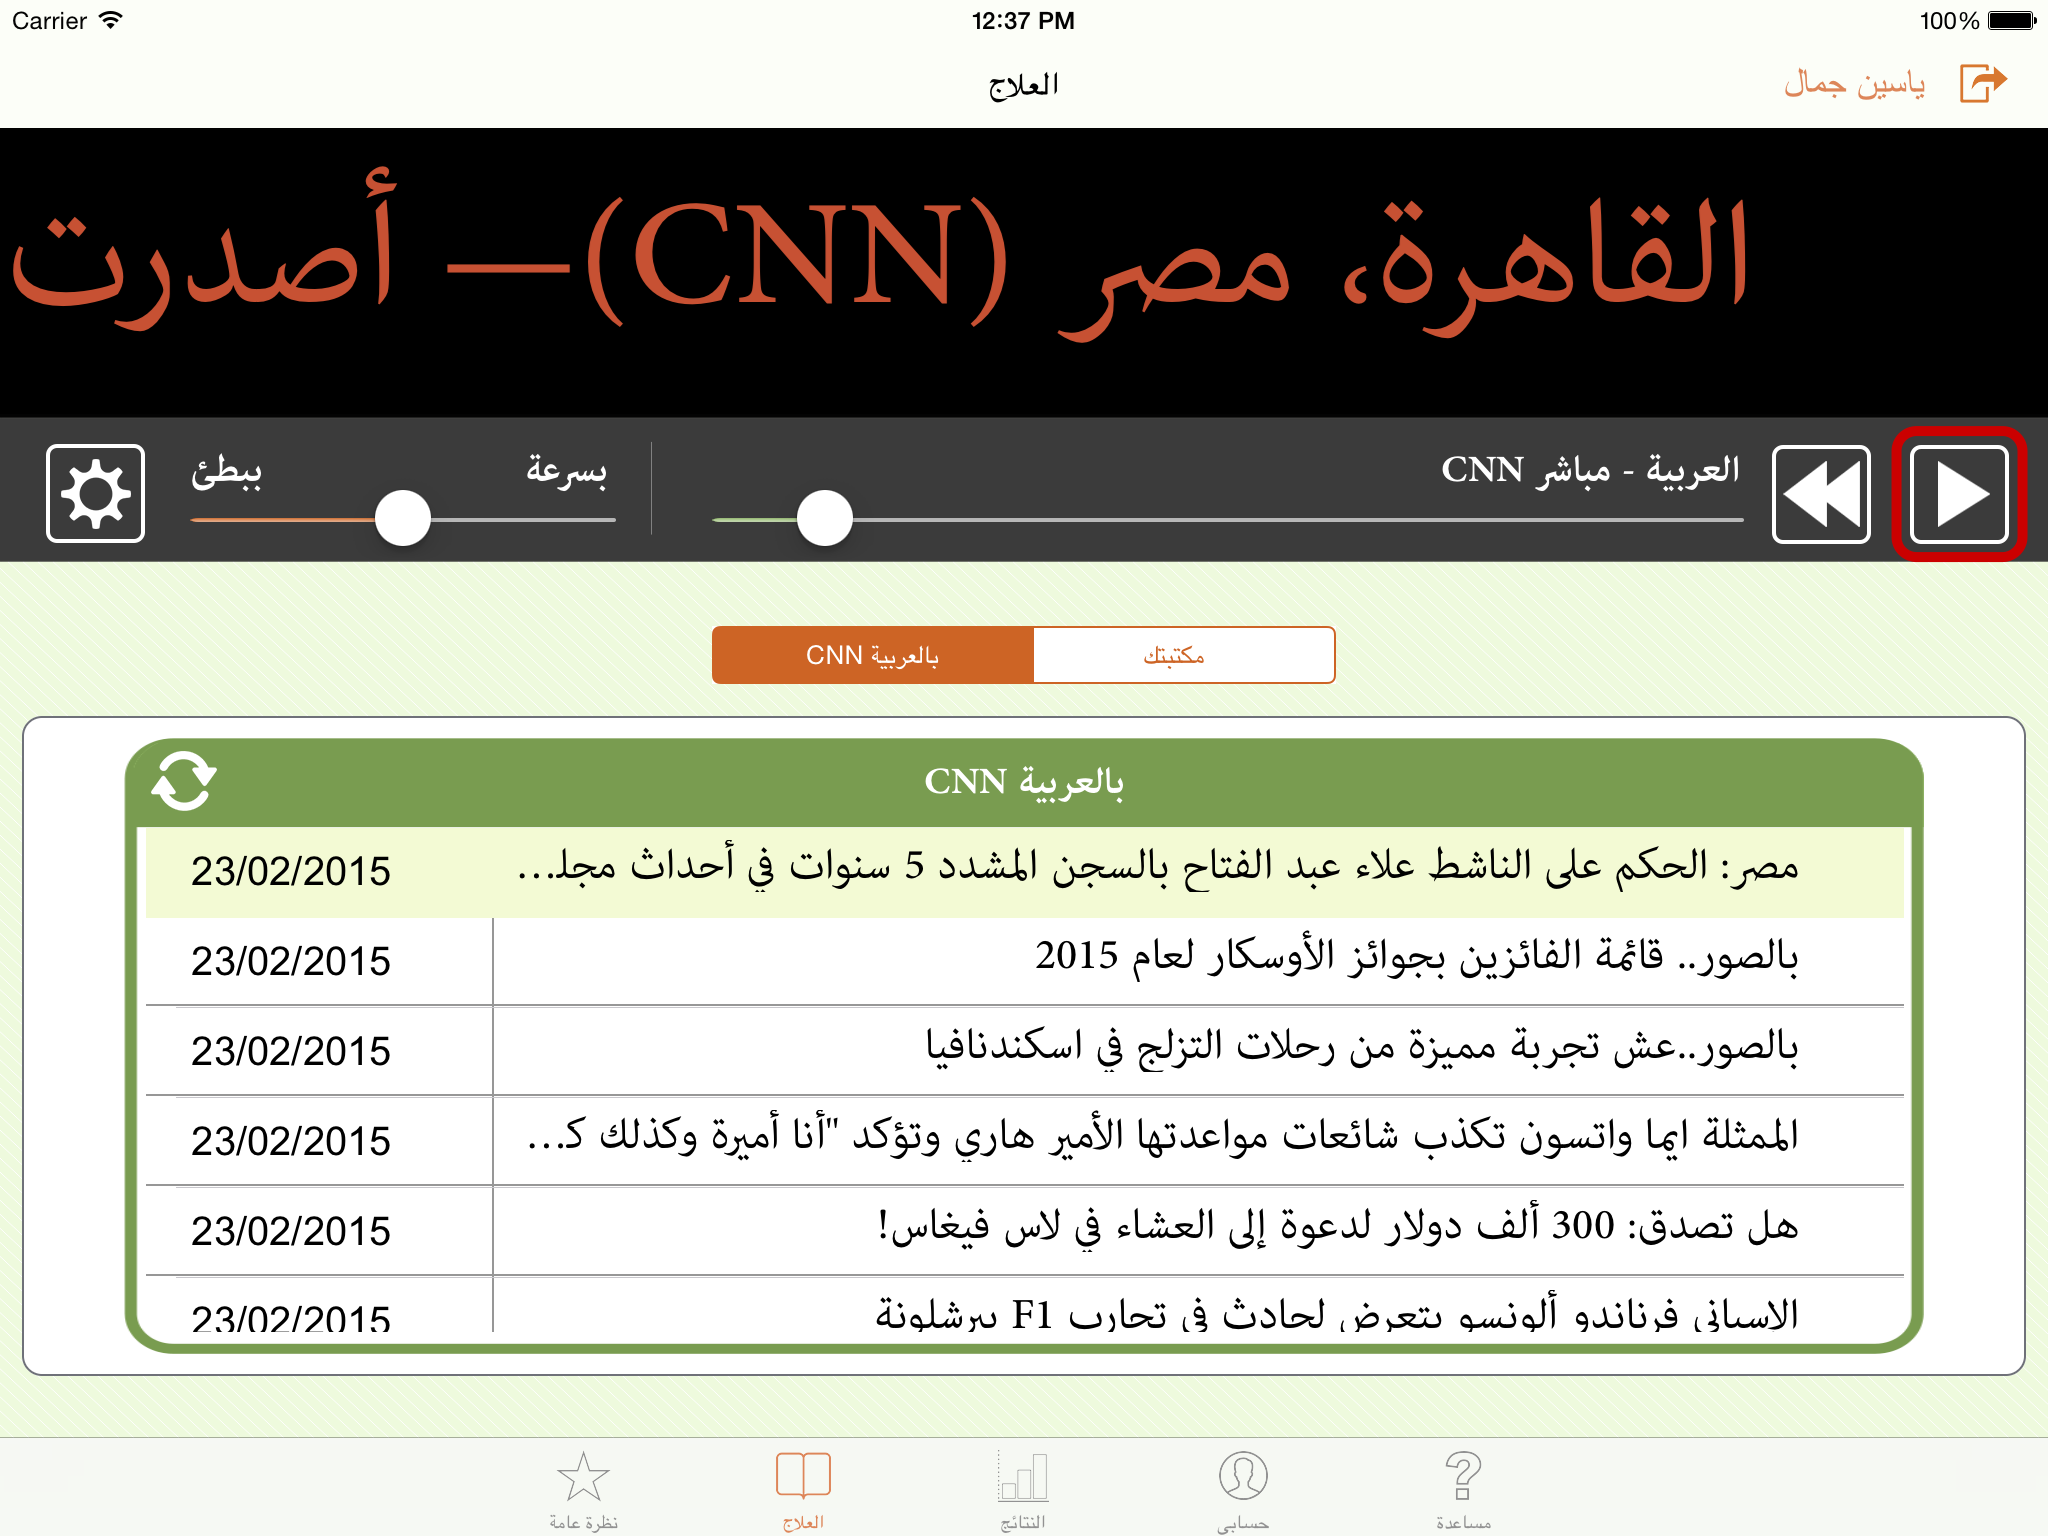 Carrier 12:37 PM 100%
العلاج
ياسين جمال
القاهرة، مصر (CNN)— أصدرت
ببطئ
بسرعة
العربية - مباشر CNN
بالعربية CNN
مكتبتك
بالعربية CNN
مصر: الحكم على الناشط علاء عبد الفتاح بالسجن المشدد 5 سنوات في أحداث مجلـ... 23/02/2015
بالصور.. قائمة الفائزين بجوائز الأوسكار لعام 2015 23/02/2015
بالصور..عش تجربة مميزة من رحلات التزلج في اسكندنافيا 23/02/2015
الممثلة ايما واتسون تكذب شائعات مواعدتها الأمير هاري وتؤكد "أنا أميرة وكذلك كـ... 23/02/2015
هل تصدق: 300 ألف دولار لدعوة إلى العشاء في لاس فيغاس! 23/02/2015
الاسباني فرناندو ألونسو يتعرض لحادث في تجارب F1 ببرشلونة 23/02/2015
نظرة عامة
العلاج
النتائج
حسابي
مساعدة